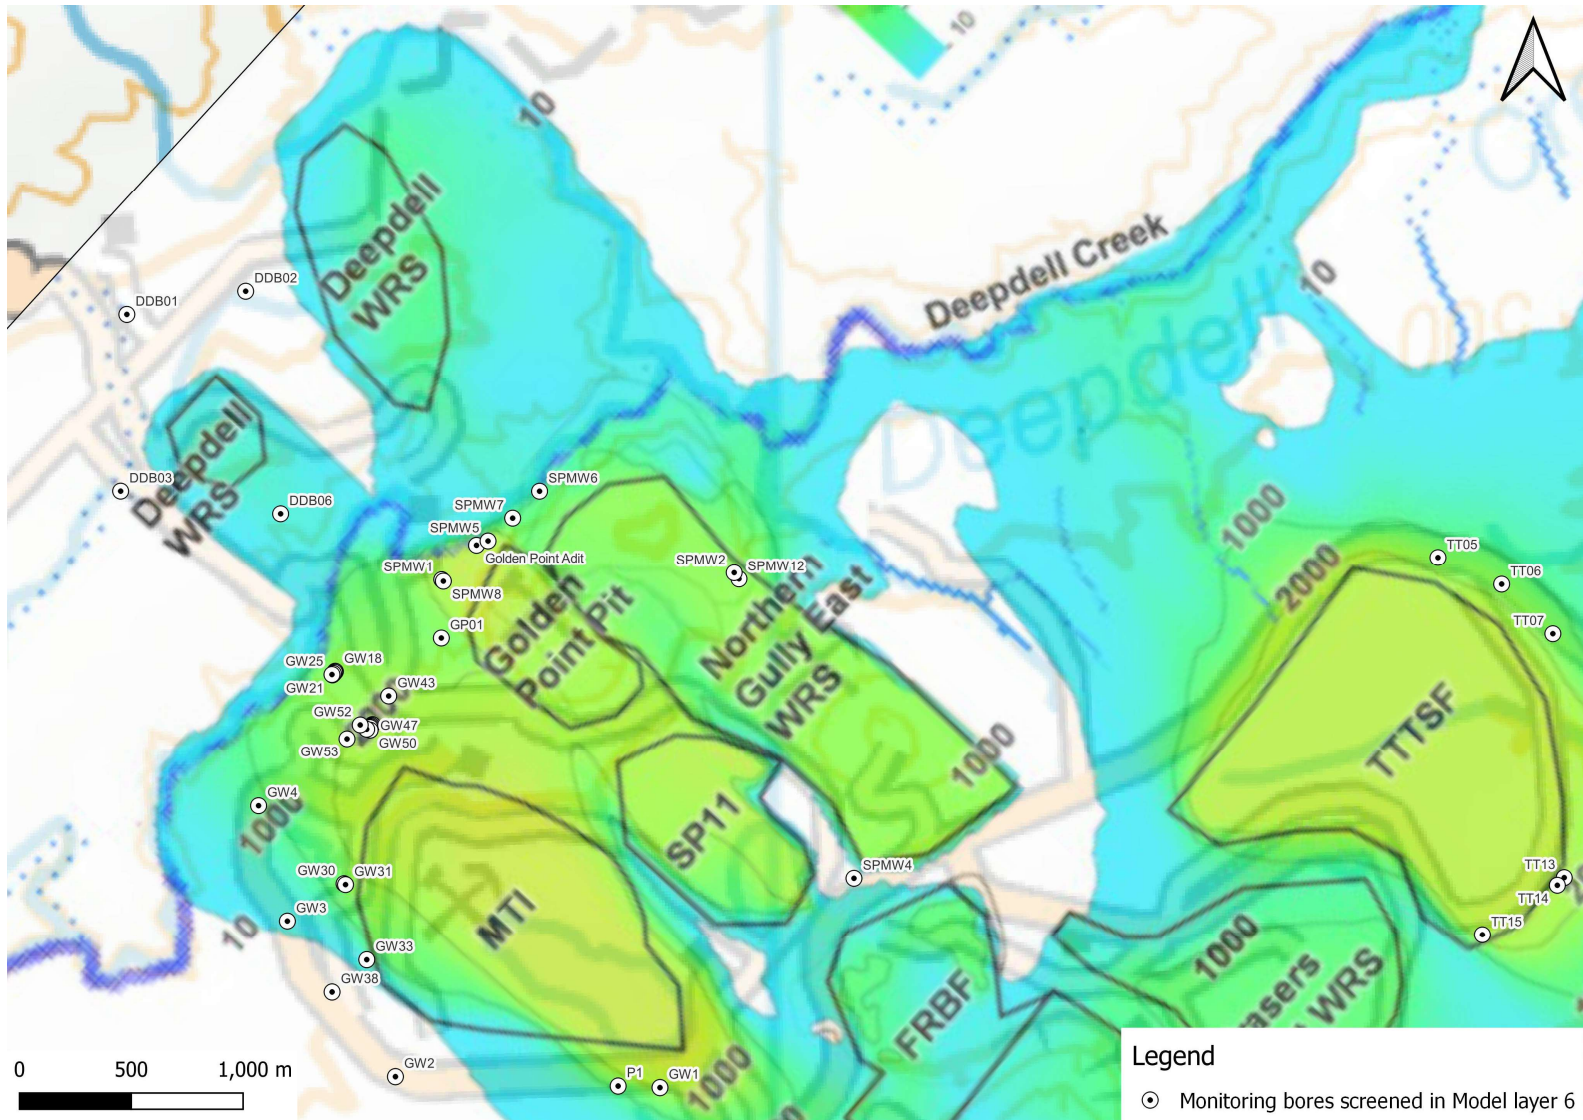 10
10
Deepdell
WRS
DDB02
DDB01
Deepdell Creek
10
500
Deepdell
Deepdell
WRS
DDB03
DDB06
SPMW6
SPMW7
SPMW5
Golden Point Adit
SPMW1
SPMW8
SPMW2
SPMW12
1000
2000
TT05
TT06
TT07
GP01
Golden
Point Pit
Northern
Gully East
WRS
GW25
GW18
GW21
GW43
GW52
GW47
GW50
GW53
TTTSF
1000
GW4
1000
SP11
SPMW4
GW30
GW31
MTI
GW3
10
GW33
GW38
TT13
TT14
TT15
1000
FRBF
WRS
GW2
P1
GW1
1000
0 500 1,000 m
Legend
Monitoring bores screened in Model layer 6